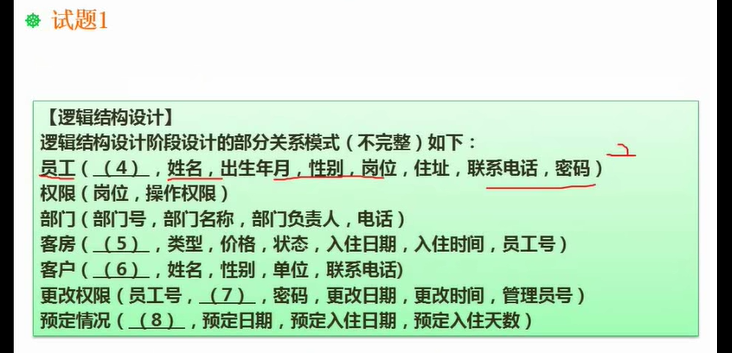 试题1
【逻辑结构设计】
逻辑结构设计阶段设计的部分关系模式（不完整）如下：
员工（（4），姓名，出生年月，性别，岗位，住址，联系电话，密码）
权限（岗位，操作权限）
部门（部门号，部门名称，部门负责人，电话）
客房（（5），类型，价格，状态，入住日期，入住时间，员工号）
客户（（6），姓名，性别，单位，联系电话)
更改权限（员工号，（7），密码，更改日期，更改时间，管理员号）
预定情况（（8），预定日期，预定入住日期，预定入住天数）